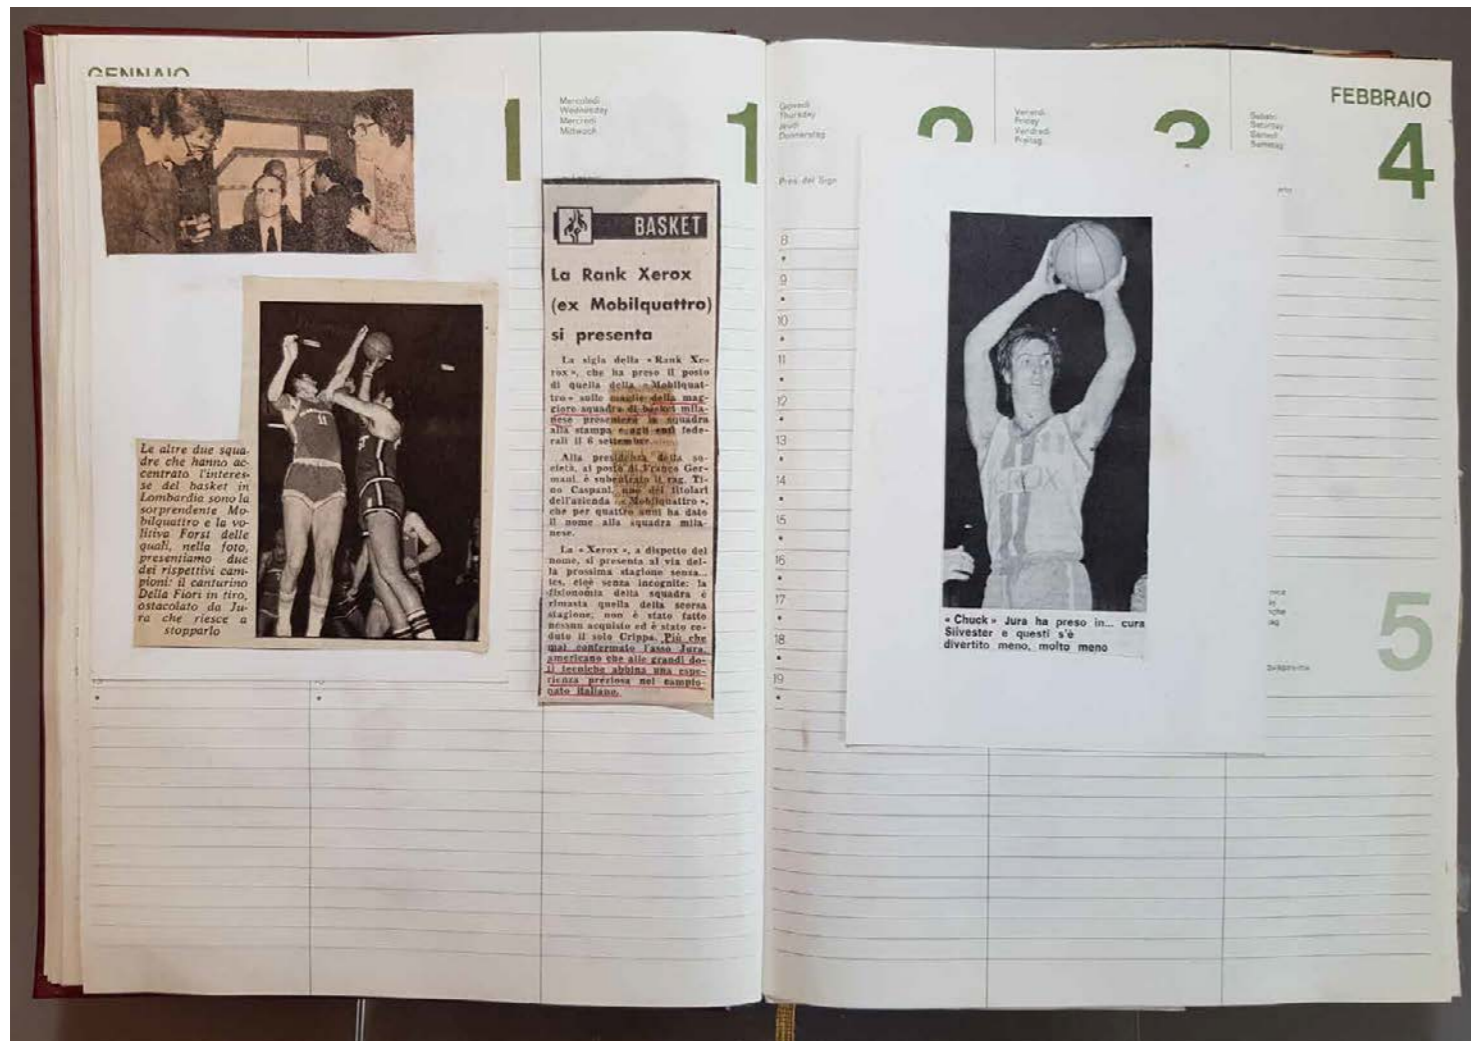 GENNAIO
1
Le altre due squa-
dre che hanno ac-
centrato l'interes-
se del basket in
Lombardia sono la
sorprendente Mo-
bilquattro e la vo-
litiva Forst delle
quali, nella foto,
presentiamo due
dei rispettivi cam-
pioni: il canturino
Della Fiori in tiro,
ostacolato da Ju-
ra che riesce a
stopparlo
11
Mercoledì
Wednesday
Mercredi
Mittwoch
1
BASKET
La Rank Xerox
(ex Mobilquattro)
si presenta
La sigla della «Rank Xe-
rox», che ha preso il posto
di quella della «Mobilquat-
tro» sulle maglie della mag-
giore squadra di basket mila-
nese presenterà la squadra
alla stampa e agli enti fede-
rali il 6 settembre.
Alla presidenza della so-
cietà, al posto di Franco Ger-
mani, è subentrato il rag. Ti-
no Caspani, uno dei titolari
dell'azienda «Mobilquattro»,
che per quattro anni ha dato
il nome alla squadra mila-
nese.
La «Xerox», a dispetto del
nome, si presenta al via del-
la prossima stagione senza...
ics, cioè senza incognite: la
fisionomia della squadra è
rimasta quella della scorsa
stagione; non è stato fatto
nessun acquisto ed è stato ce-
duto il solo Crippa. Più che
mai confermato l'asso Jura,
americano che alle grandi do-
ti tecniche abbina una espe-
rienza preziosa nel campio-
nato italiano.
Giovedì
Thursday
Jeudi
Donnerstag
2
Pres. del Sign
8
9
10
11
12
13
14
15
16
17
18
19
Venerdì
Friday
Vendredi
Freitag
3
XEROX
« Chuck » Jura ha preso in... cura
Silvester e questi s'è
divertito meno, molto meno
FEBBRAIO
Sabato
Saturday
Samedi
Samstag
4
5